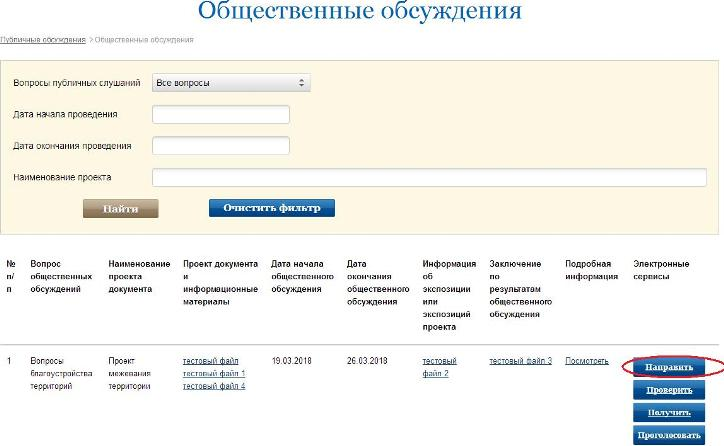 Общественные обсуждения
Публичные обсуждения > Общественные обсуждения
Вопросы публичных слушаний Все вопросы
Дата начала проведения
Дата окончания проведения
Наименование проекта
Найти Очистить фильтр
№ п/п
Вопрос общественных обсуждений
Наименование проекта документа
Проект документа и информационные материалы
Дата начала общественного обсуждения
Дата окончания общественного обсуждения
Информация об экспозиции или экспозиций проекта
Заключение по результатам общественного обсуждения
Подробная информация
Электронные сервисы
1
Вопросы благоустройства территорий
Проект межевания территории
тестовый файл
тестовый файл 1
тестовый файл 4
19.03.2018
26.03.2018
тестовый файл 2
тестовый файл 3
Посмотреть
Направить
Проверить
Получить
Проголосовать